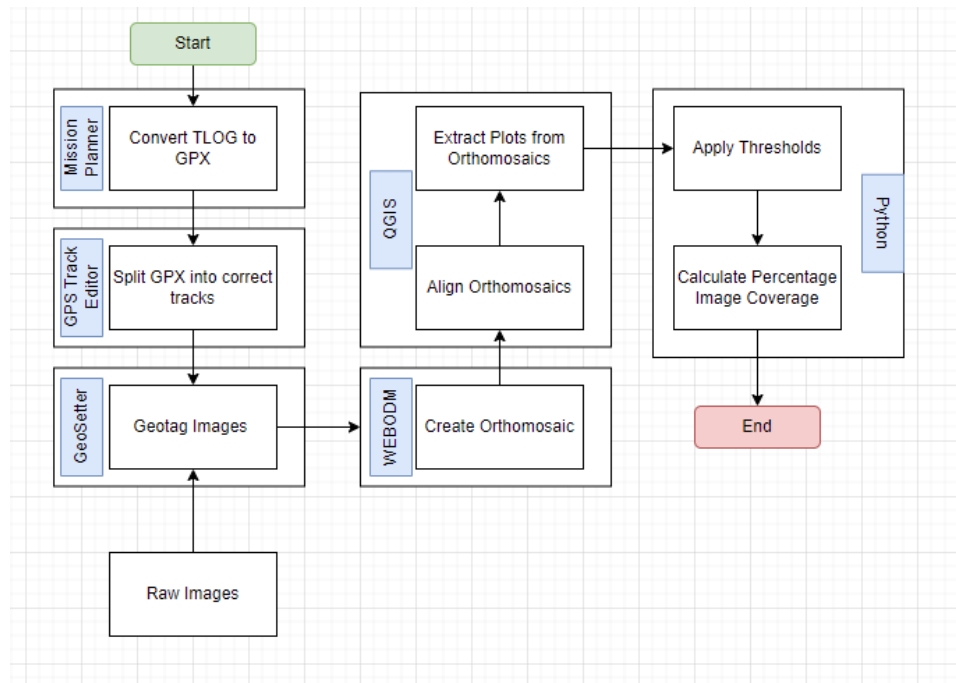 Start
Mission
Planner
Convert TLOG to
GPX
GPS Track
Editor
Split GPX into correct
tracks
GeoSetter
Geotag Images
Raw Images
WEBODM
Create Orthomosaic
QGIS
Align Orthomosaics
Extract Plots from
Orthomosaics
Python
Apply Thresholds
Calculate Percentage
Image Coverage
End